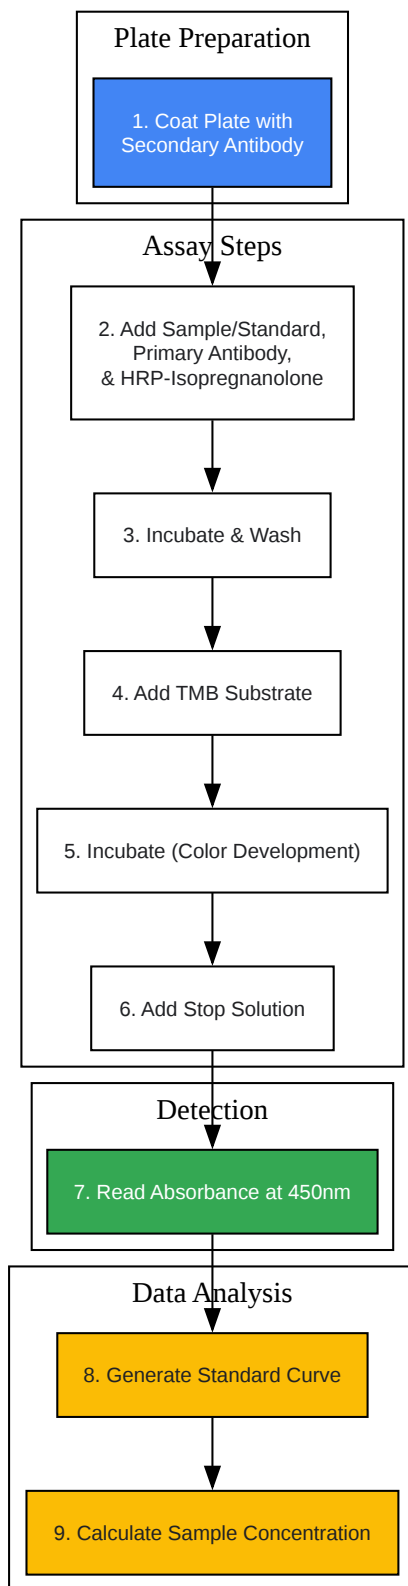 Plate Preparation
1. Coat Plate with
Secondary Antibody
Assay Steps
2. Add Sample/Standard,
Primary Antibody,
& HRP-Isopregnanolone
3. Incubate & Wash
4. Add TMB Substrate
5. Incubate (Color Development)
6. Add Stop Solution
Detection
7. Read Absorbance at 450nm
Data Analysis
8. Generate Standard Curve
9. Calculate Sample Concentration